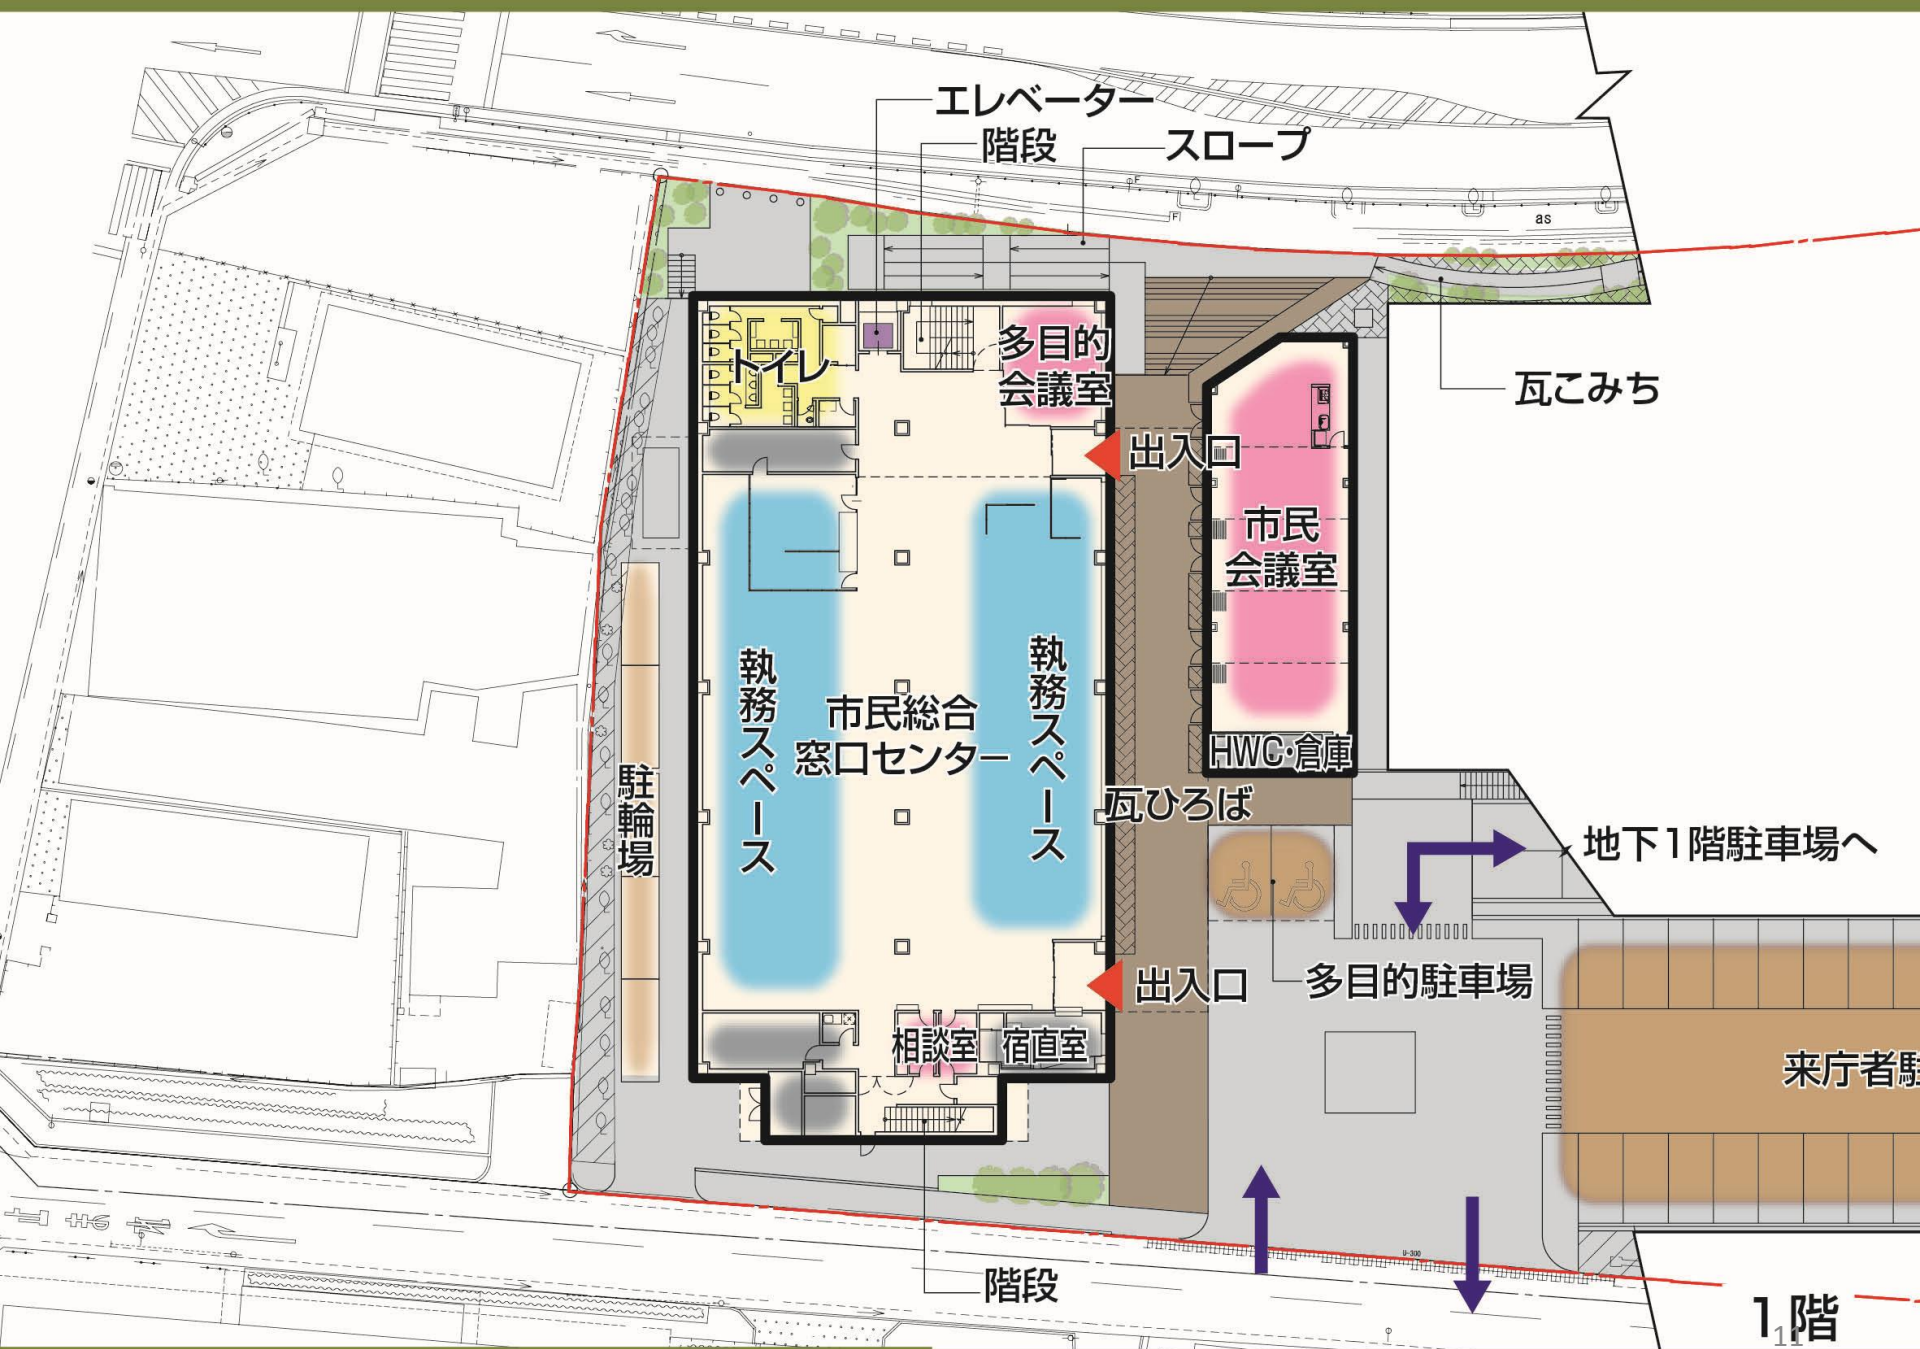 エレベーター
階段
スロープ
as
トイレ
多目的
会議室
瓦こみち
出入口
市民
会議室
執務スペース
市民総合
窓口センター
執務スペース
HWC・倉庫
駐輪場
瓦ひろば
地下1階駐車場へ
出入口
多目的駐車場
相談室
宿直室
来庁者駐
U-300
階段
1階
11